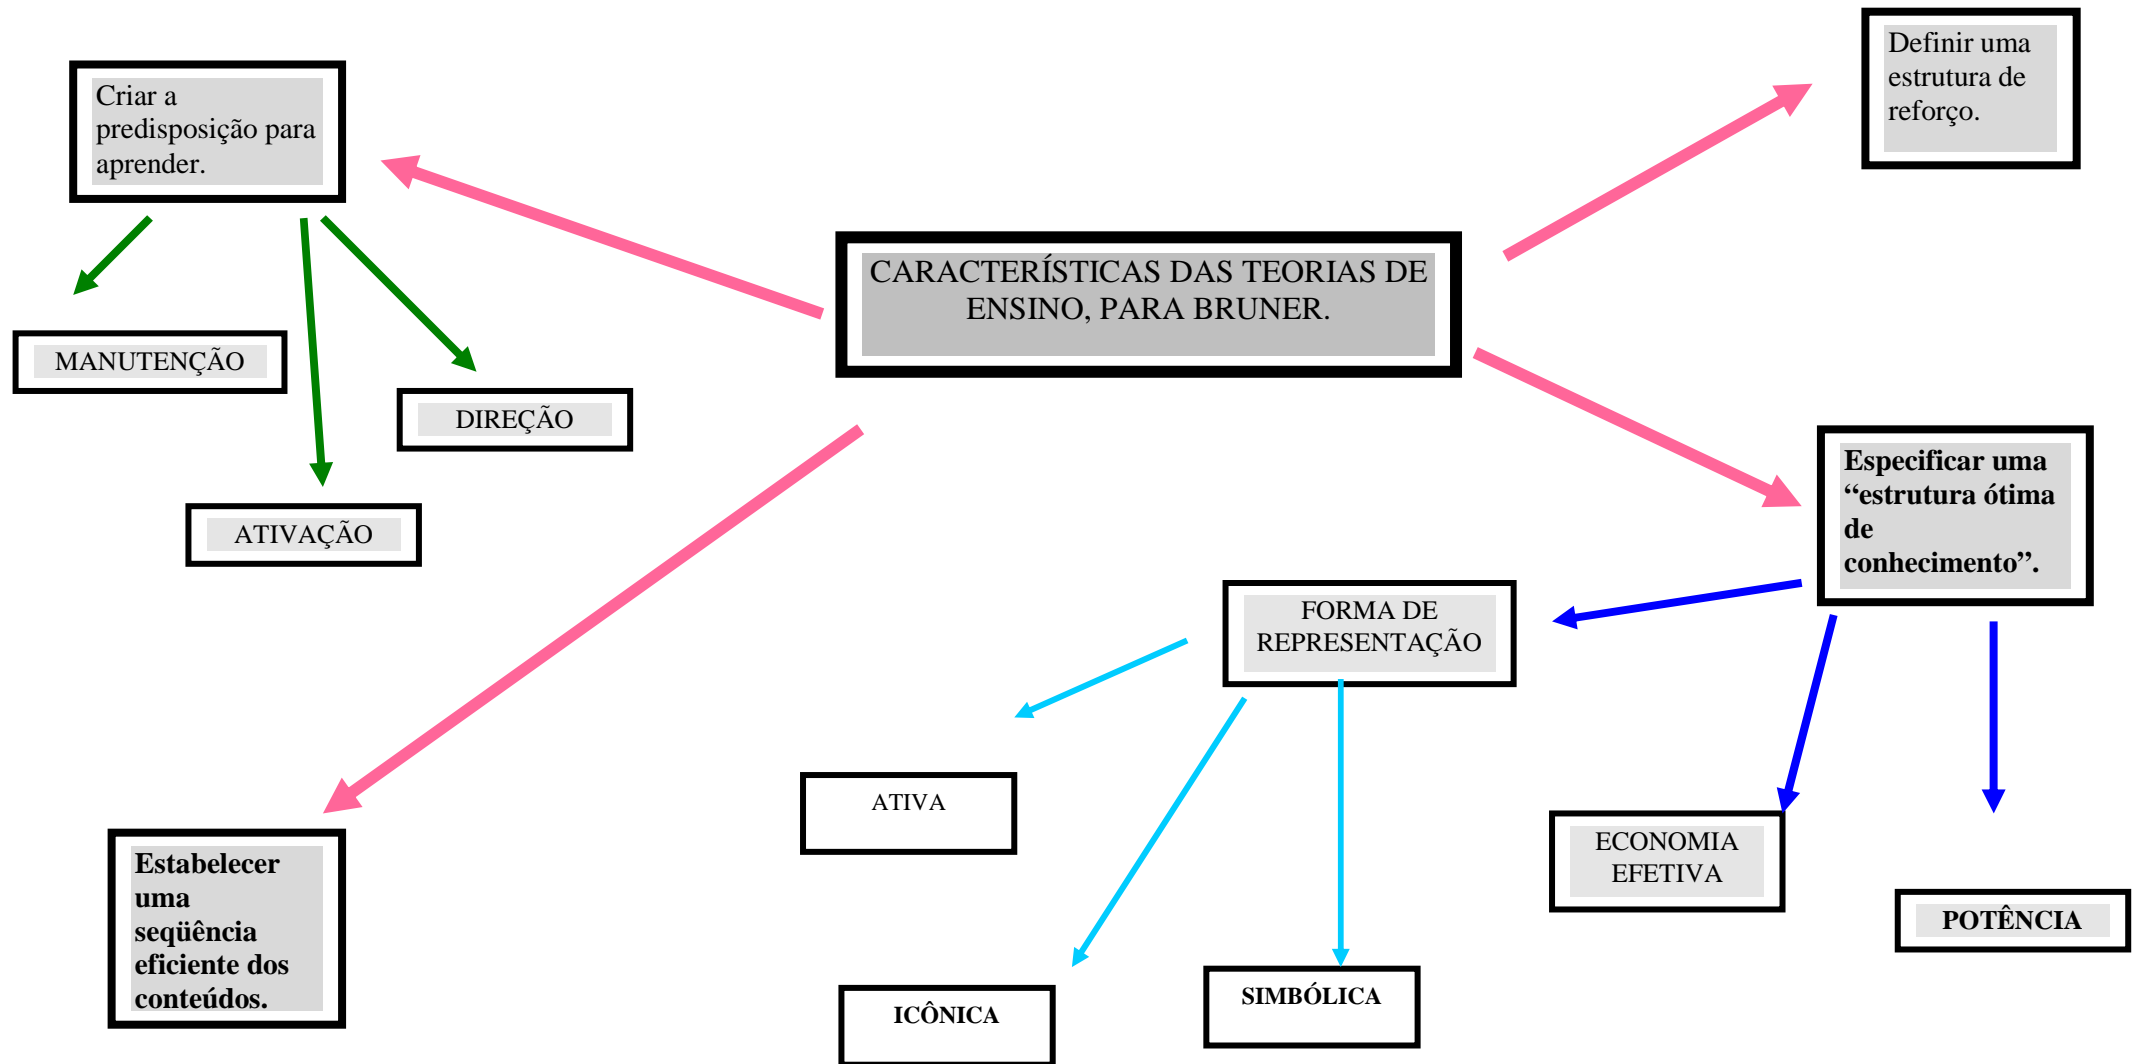 Definir uma
estrutura de
reforço.
Criar a
predisposição para
aprender.
CARACTERÍSTICAS DAS TEORIAS DE
ENSINO, PARA BRUNER.
MANUTENÇÃO
DIREÇÃO
ATIVAÇÃO
Especificar uma
“estrutura ótima
de
conhecimento”.
FORMA DE
REPRESENTAÇÃO
ATIVA
ECONOMIA
EFETIVA
POTÊNCIA
Estabelecer
uma
seqüência
eficiente dos
conteúdos.
ICÔNICA
SIMBÓLICA